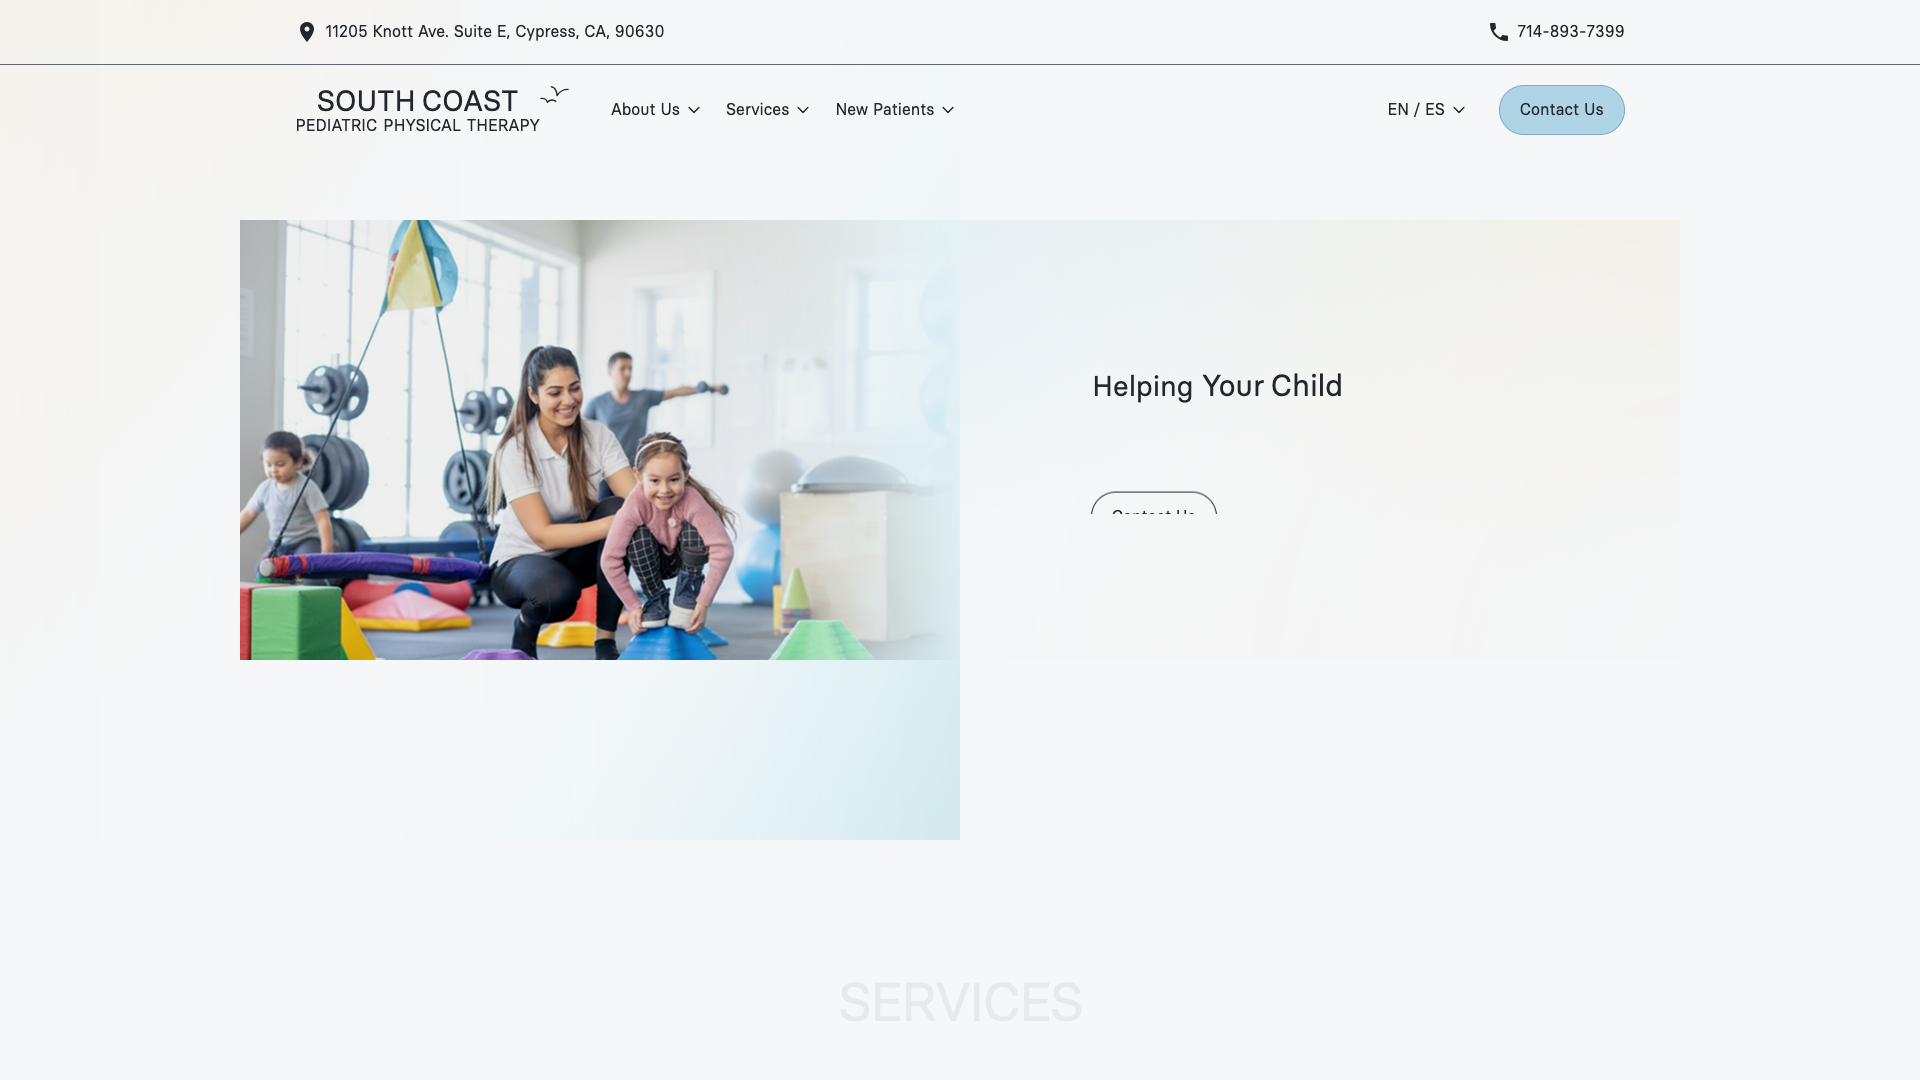 11205 Knott Ave. Suite E, Cypress, CA, 90630
714-893-7399
SOUTH COAST
PEDIATRIC PHYSICAL THERAPY
About Us
Services
New Patients
EN / ES
Contact Us
Helping Your Child
Contact Us
SERVICES